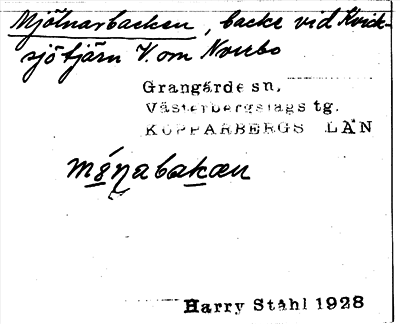 Mjölnarbacken, backe vid Kvick-
sjötjärn V. om Norrbo
Grangärde sn,
Västerbergslags tg.
KOPPARBERGS LÄN
Harry Ståhl 1928